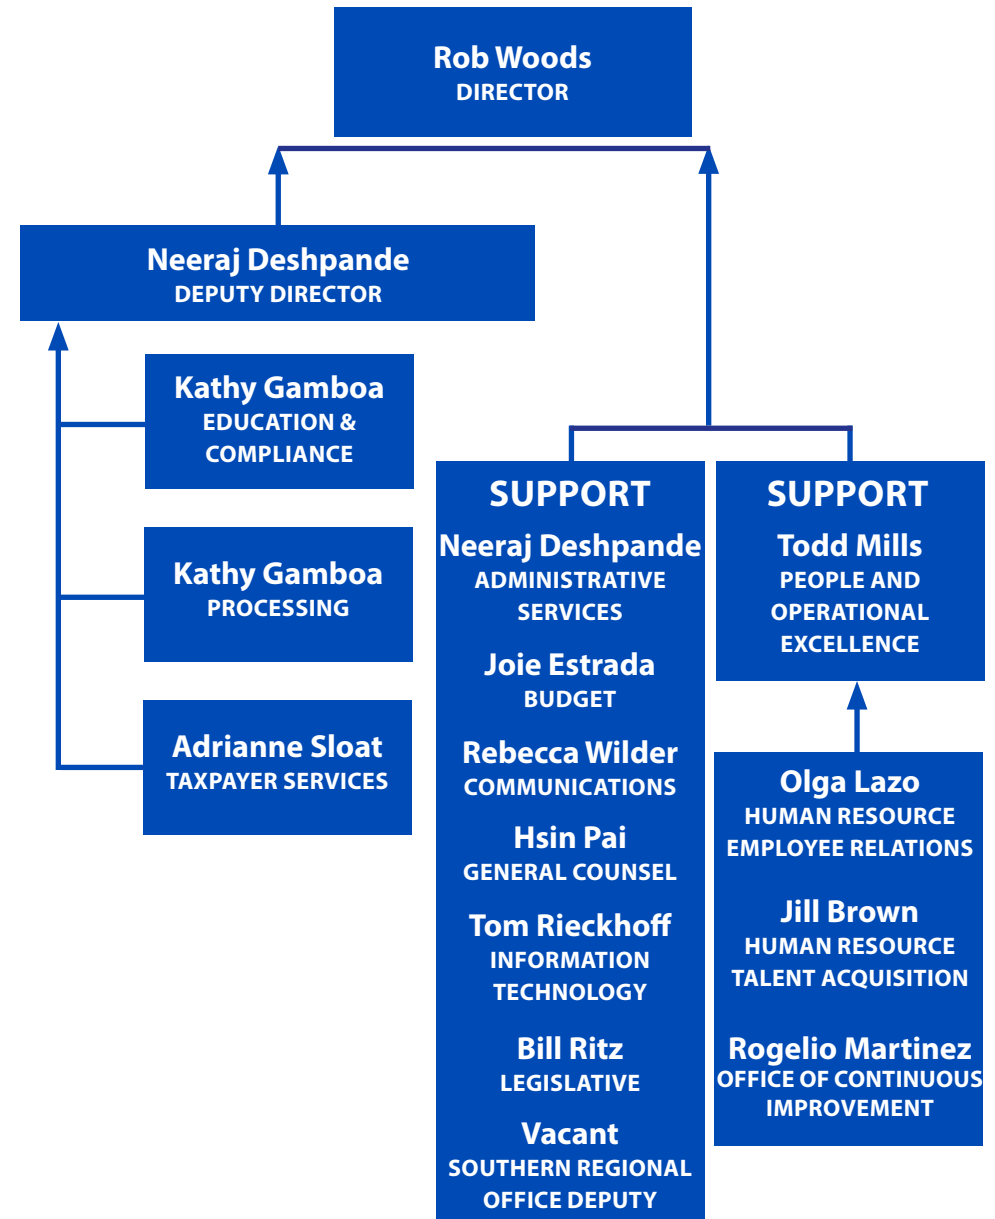 Rob Woods
DIRECTOR
Neeraj Deshpande
DEPUTY DIRECTOR
Kathy Gamboa
EDUCATION &
COMPLIANCE
Kathy Gamboa
PROCESSING
Adrianne Sloat
TAXPAYER SERVICES
SUPPORT
Neeraj Deshpande
ADMINISTRATIVE
SERVICES
Joie Estrada
BUDGET
Rebecca Wilder
COMMUNICATIONS
Hsin Pai
GENERAL COUNSEL
Tom Rieckhoff
INFORMATION
TECHNOLOGY
Bill Ritz
LEGISLATIVE
Vacant
SOUTHERN REGIONAL
OFFICE DEPUTY
SUPPORT
Todd Mills
PEOPLE AND
OPERATIONAL
EXCELLENCE
Olga Lazo
HUMAN RESOURCE
EMPLOYEE RELATIONS
Jill Brown
HUMAN RESOURCE
TALENT ACQUISITION
Rogelio Martinez
OFFICE OF CONTINUOUS
IMPROVEMENT